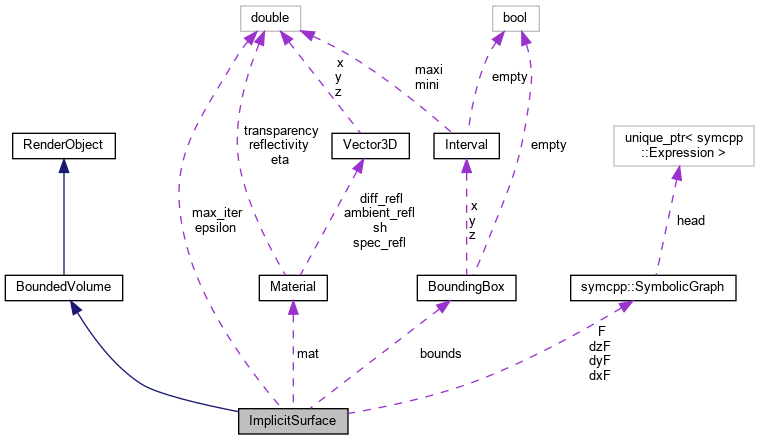 double
bool
x
y
z
maxi
mini
empty
transparency
reflectivity
eta
RenderObject
Vector3D
Interval
empty
unique_ptr< symcpp
::Expression >
max_iter
epsilon
diff_refl
ambient_refl
sh
spec_refl
x
y
z
head
BoundedVolume
Material
BoundingBox
symcpp::SymbolicGraph
mat
bounds
F
dzF
dyF
dxF
ImplicitSurface